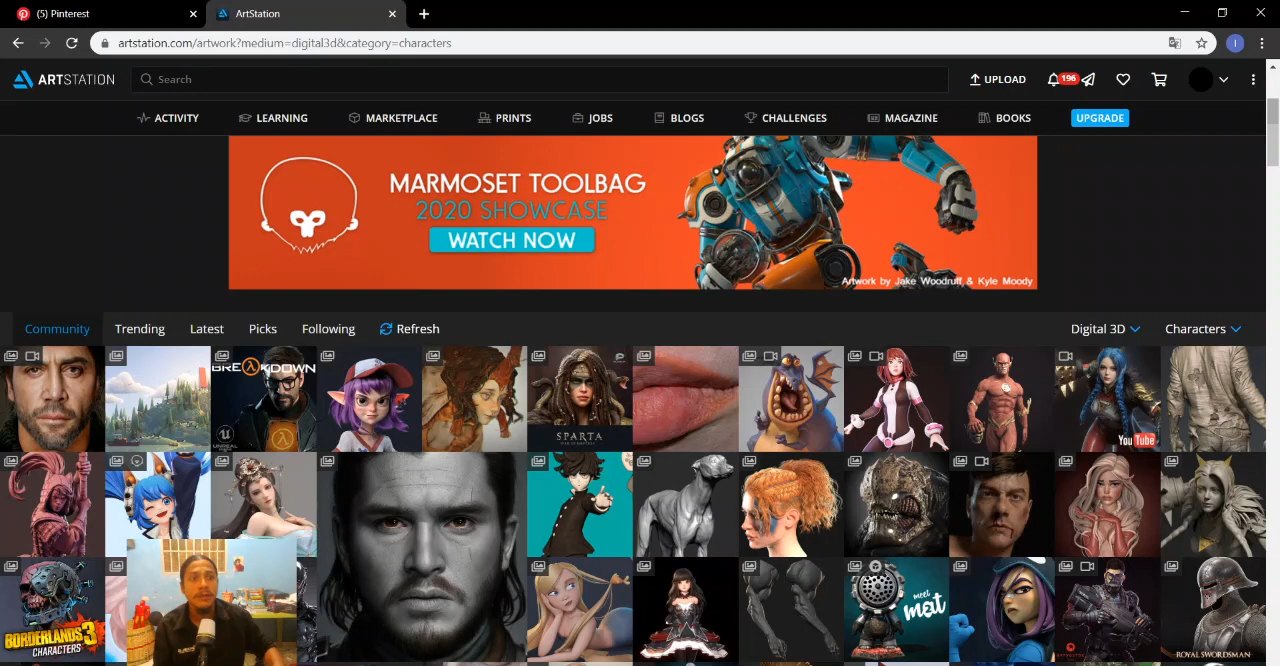 (5) Pinterest
ArtStation
artstation.com/artwork?medium=digital3d&category=characters
I
ARTSTATION
Search
UPLOAD
196
ACTIVITY
LEARNING
MARKETPLACE
PRINTS
JOBS
BLOGS
CHALLENGES
MAGAZINE
BOOKS
UPGRADE
MARMOSET TOOLBAG
2020 SHOWCASE
WATCH NOW
Artwork by Jake Woodruff & Kyle Moody
Community
Trending
Latest
Picks
Following
Refresh
Digital 3D
Characters
BREλKDOWN
UNREAL
SPARTA
YouTube
BORDERLANDS 3
CHARACTERS
meet
mat
ROYAL SWORDSMAN